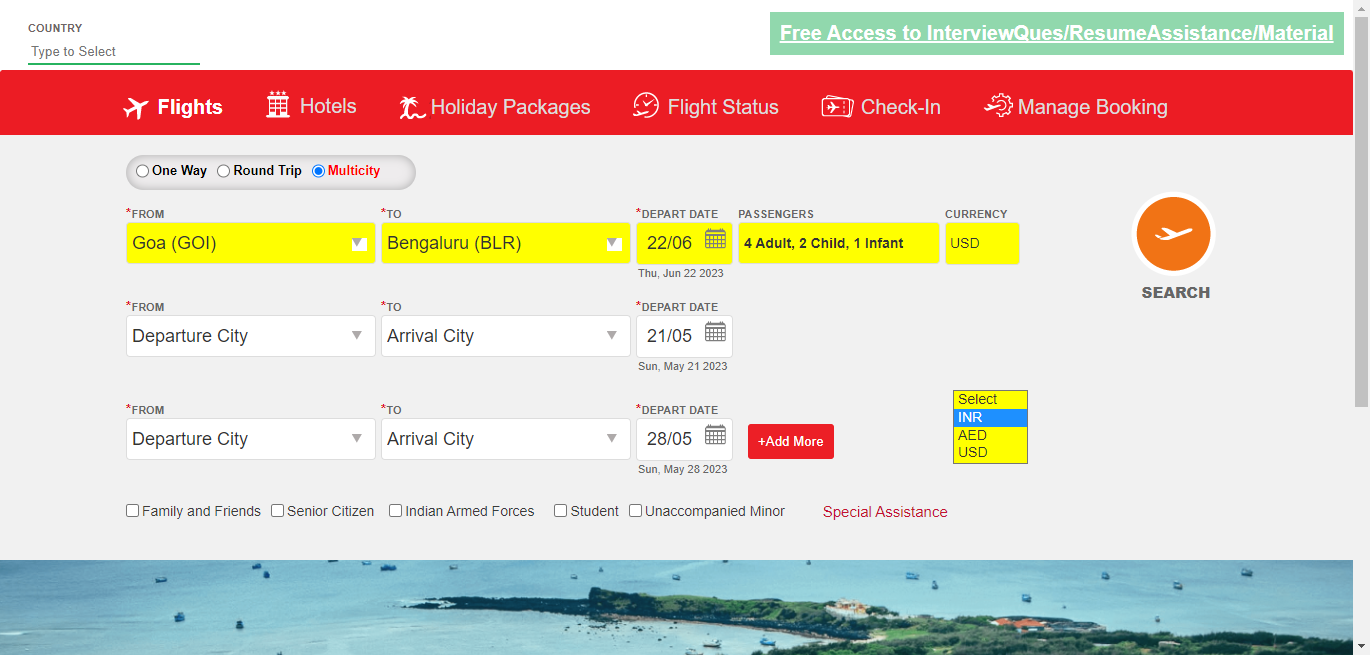 COUNTRY
Type to Select
Free Access to InterviewQues/ResumeAssistance/Material
Flights Hotels Holiday Packages Flight Status Check-In Manage Booking
One Way Round Trip Multicity
*FROM *TO *DEPART DATE PASSENGERS CURRENCY
Goa (GOI) Bengaluru (BLR) 22/06 4 Adult, 2 Child, 1 Infant USD
Thu, Jun 22 2023
SEARCH
*FROM *TO *DEPART DATE
Departure City Arrival City 21/05
Sun, May 21 2023
Select
INR
AED
USD
*FROM *TO *DEPART DATE
Departure City Arrival City 28/05 +Add More
Sun, May 28 2023
Family and Friends Senior Citizen Indian Armed Forces Student Unaccompanied Minor Special Assistance